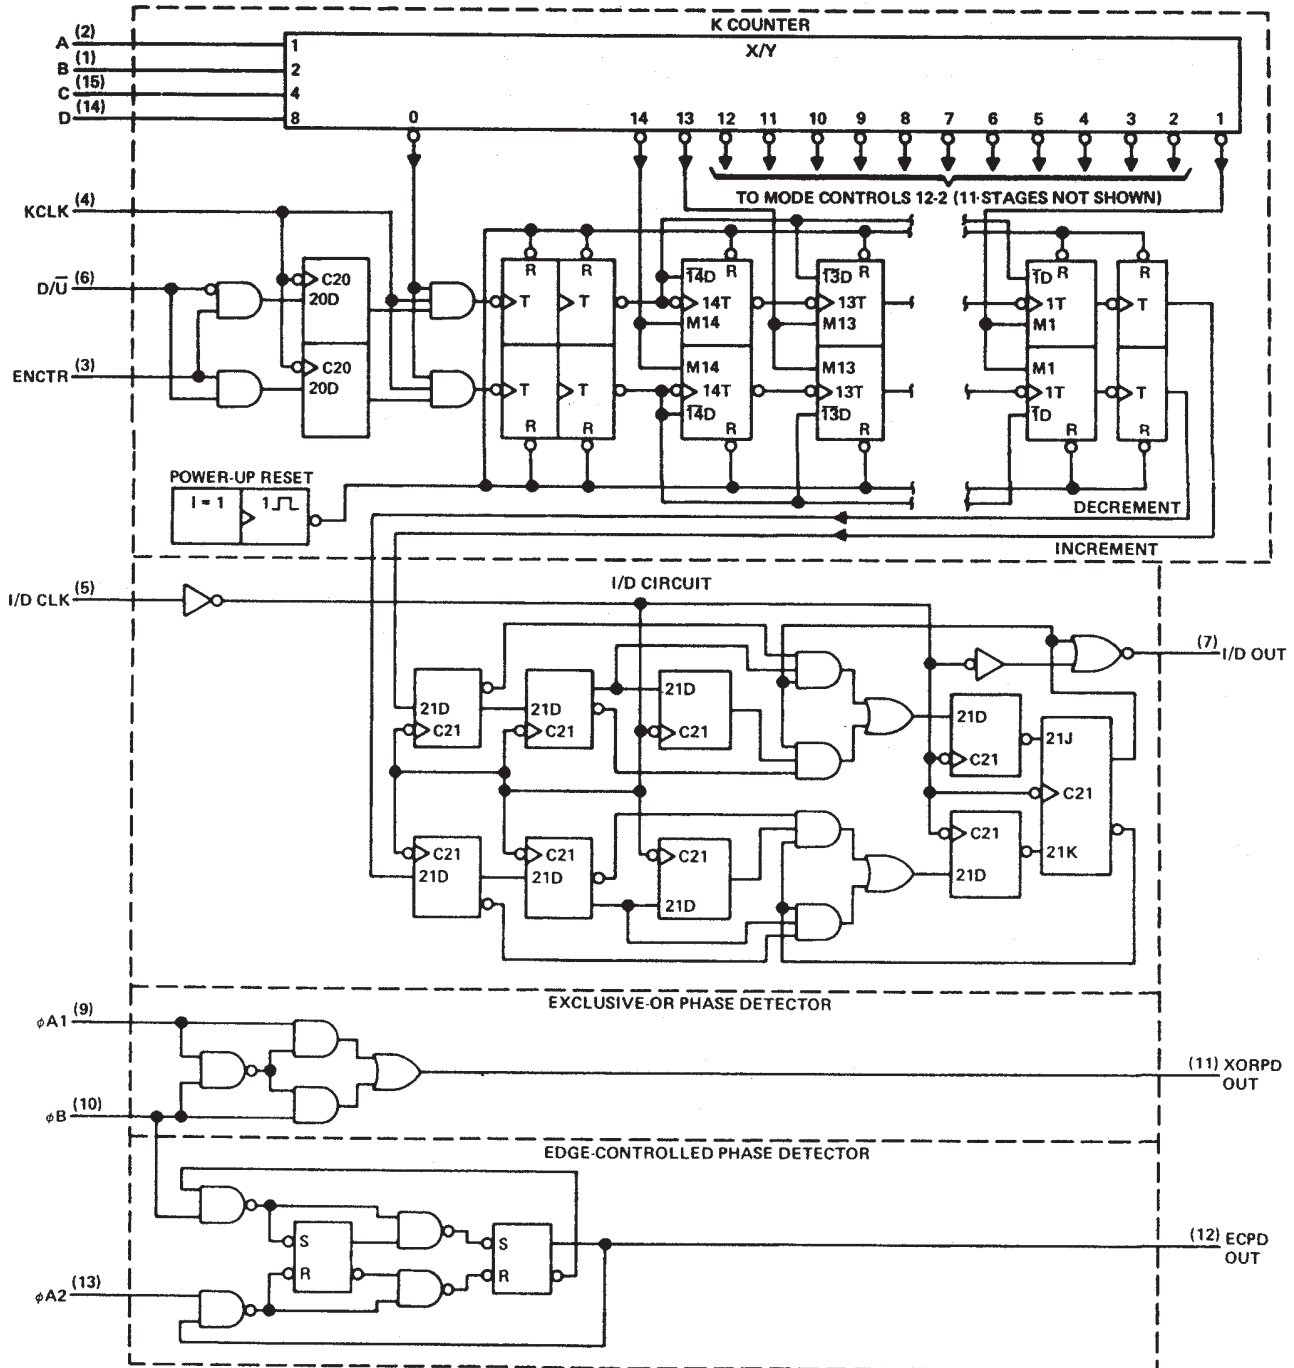 K COUNTER
X/Y
A (2) 1
B (1) 2
C (15) 4
D (14) 8
0 14 13 12 11 10 9 8 7 6 5 4 3 2 1
TO MODE CONTROLS 12-2 (11-STAGES NOT SHOWN)
KCLK (4)
R R R R R R
C20 14D 13D 1D
D/U̅ (6) 20D T T 14T 13T 1T T
M14 M13 M1
C20 M14 M13 M1
ENCTR (3) 20D T T 14T 13T 1T T
14D 13D 1D
R R R R R R
POWER-UP RESET
I = 1 1
DECREMENT
INCREMENT
I/D CLK (5) I/D CIRCUIT
(7) I/D OUT
21D 21D 21D 21D
C21 C21 C21 C21 21J
C21
C21 C21 C21 C21 21K
21D 21D 21D 21D
EXCLUSIVE-OR PHASE DETECTOR
φA1 (9)
(11) XORPD
OUT
φB (10)
EDGE-CONTROLLED PHASE DETECTOR
S S
(12) ECPD
OUT
R R
φA2 (13)